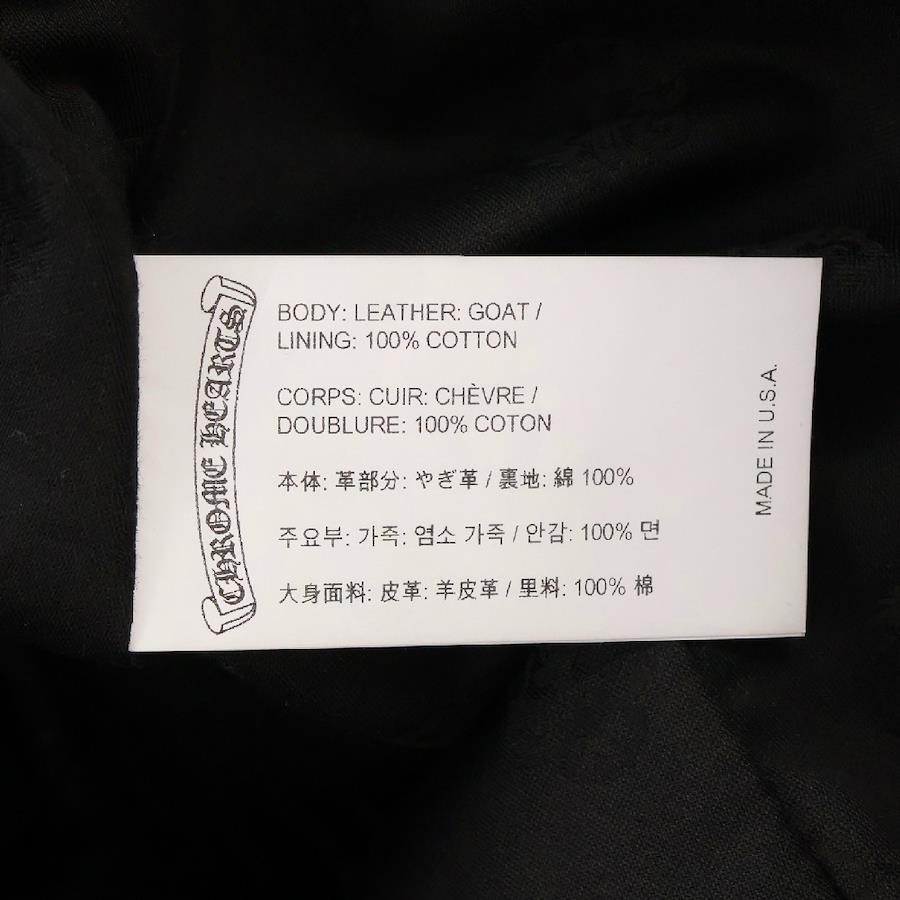 CHROME HEARTS
BODY: LEATHER: GOAT /
LINING: 100% COTTON
CORPS: CUIR: CHÈVRE /
DOUBLURE: 100% COTON
本体: 革部分: やぎ革 / 裏地: 綿 100%
주요부: 가죽: 염소 가죽 / 안감: 100% 면
大身面料: 皮革: 羊皮革 / 里料: 100% 棉
MADE IN U.S.A.